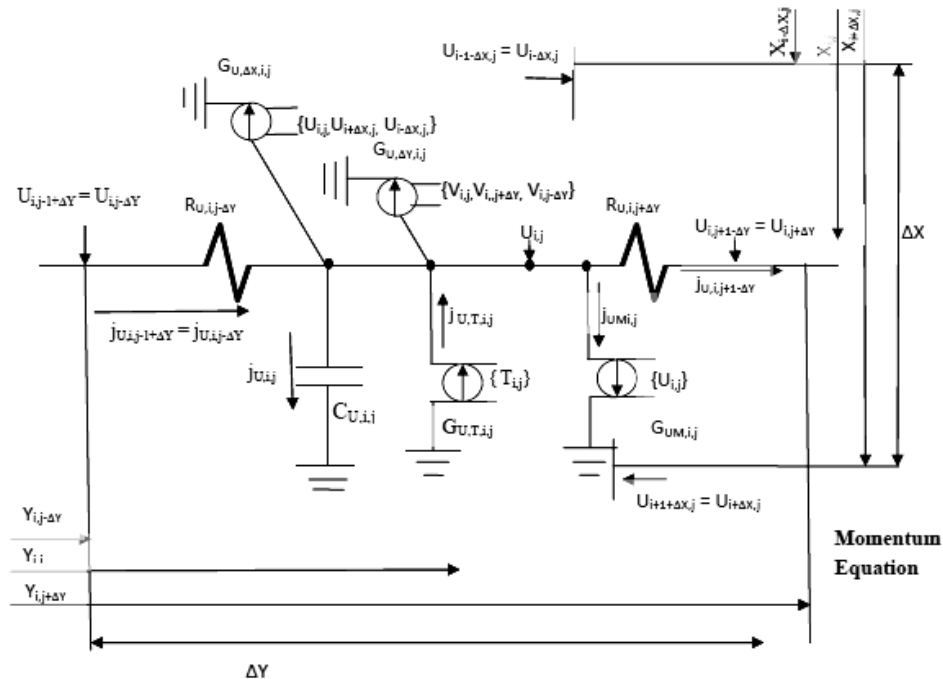 X_{i-ΔX,j}
X_{i+ΔX,j}
U_{i-1-ΔX,j} = U_{i-ΔX,j}
G_{U,ΔX,i,j}
{U_{i,j},U_{i+ΔX,j}, U_{i-ΔX,j},}
G_{U,ΔY,i,j}
{V_{i,j},V_{i,,j+ΔY}, V_{i,j-ΔY}}
U_{i,j-1+ΔY} = U_{i,j-ΔY}
R_{U,i,j-ΔY}
R_{U,i,j+ΔY}
U_{i,j}
U_{i,j+1-ΔY} = U_{i,j+ΔY}
ΔX
j_{U,i,j+1-ΔY}
j_{U,i,j-1+ΔY} = j_{U,i,j-ΔY}
j_{U,T,i,j}
j_{UMi,j}
j_{U,i,j}
{T_{i,j}}
{U_{i,j}}
C_{U,i,j}
G_{U,T,i,j}
G_{UM,i,j}
U_{i+1+ΔX,j} = U_{i+ΔX,j}
Y_{i,j-ΔY}
Momentum
Equation
Y_{i,j+ΔY}
ΔY